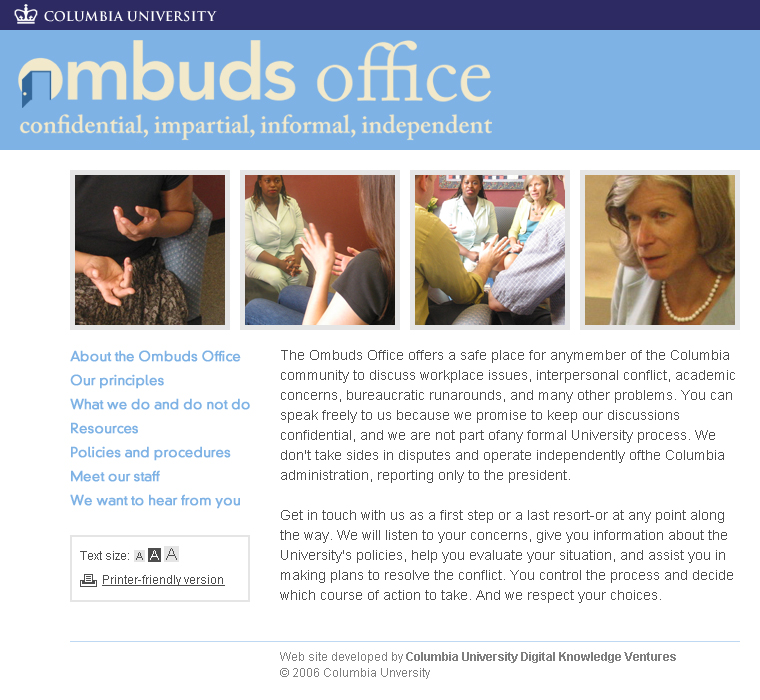 COLUMBIA UNIVERSITY
ombuds office
confidential, impartial, informal, independent
About the Ombuds Office
Our principles
What we do and do not do
Resources
Policies and procedures
Meet our staff
We want to hear from you
Text size: A A A
Printer-friendly version
The Ombuds Office offers a safe place for anymember of the Columbia
community to discuss workplace issues, interpersonal conflict, academic
concerns, bureaucratic runarounds, and many other problems. You can
speak freely to us because we promise to keep our discussions
confidential, and we are not part ofany formal University process. We
don't take sides in disputes and operate independently ofthe Columbia
administration, reporting only to the president.
Get in touch with us as a first step or a last resort-or at any point along
the way. We will listen to your concerns, give you information about the
University's policies, help you evaluate your situation, and assist you in
making plans to resolve the conflict. You control the process and decide
which course of action to take. And we respect your choices.
Web site developed by Columbia University Digital Knowledge Ventures
© 2006 Columbia Unversity